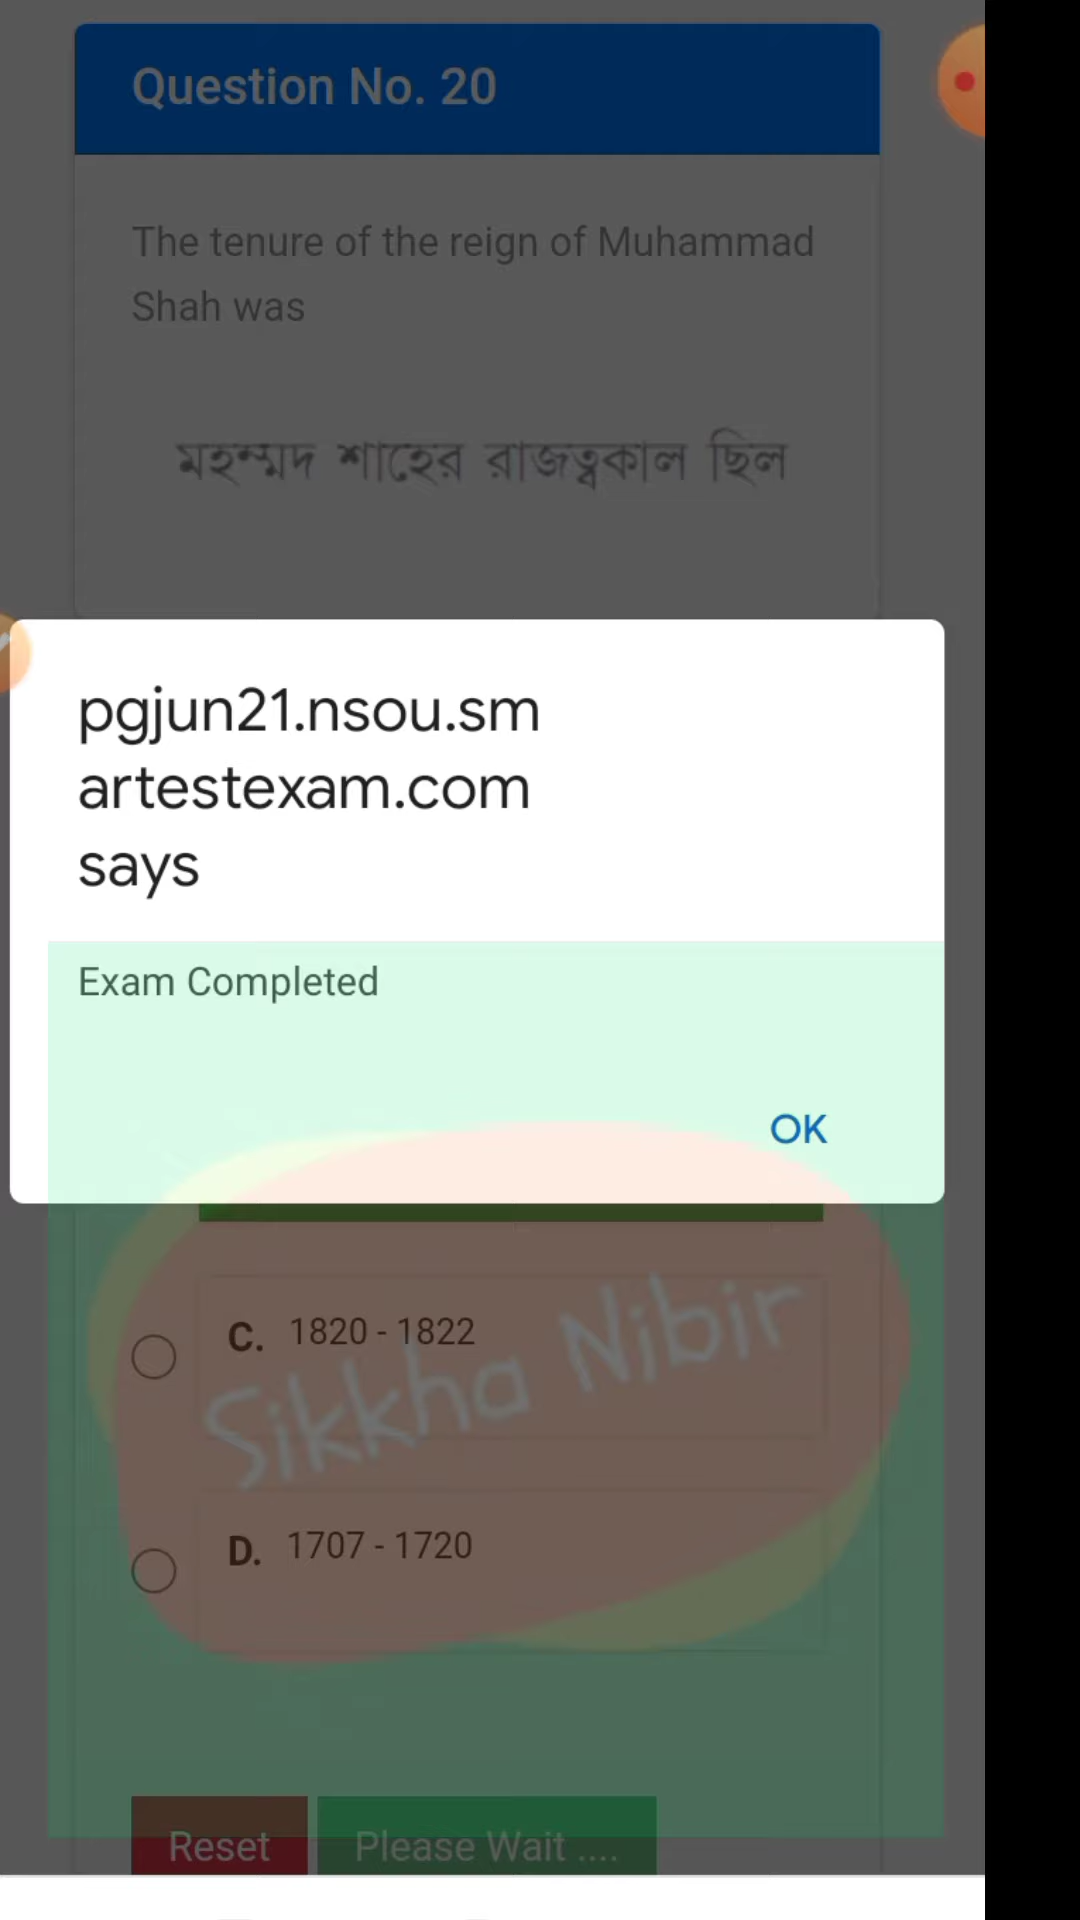 Question No. 20
The tenure of the reign of Muhammad
Shah was
মহম্মদ শাহের রাজত্বকাল ছিল
pgjun21.nsou.sm
artestexam.com
says
Exam Completed
OK
C. 1820 - 1822
Sikkha Nibir
D. 1707 - 1720
Reset Please Wait ....